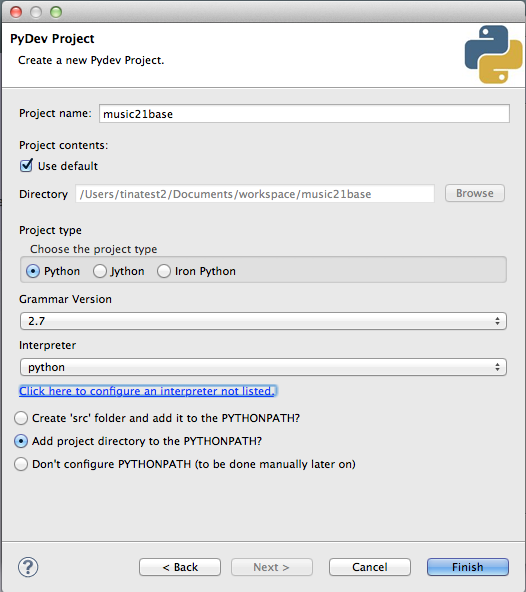 PyDev Project
Create a new Pydev Project.
Project name: music21base
Project contents:
Use default
Directory /Users/tinatest2/Documents/workspace/music21base Browse
Project type
Choose the project type
Python Jython Iron Python
Grammar Version
2.7
Interpreter
python
Click here to configure an interpreter not listed.
Create 'src' folder and add it to the PYTHONPATH?
Add project directory to the PYTHONPATH?
Don't configure PYTHONPATH (to be done manually later on)
? < Back Next > Cancel Finish